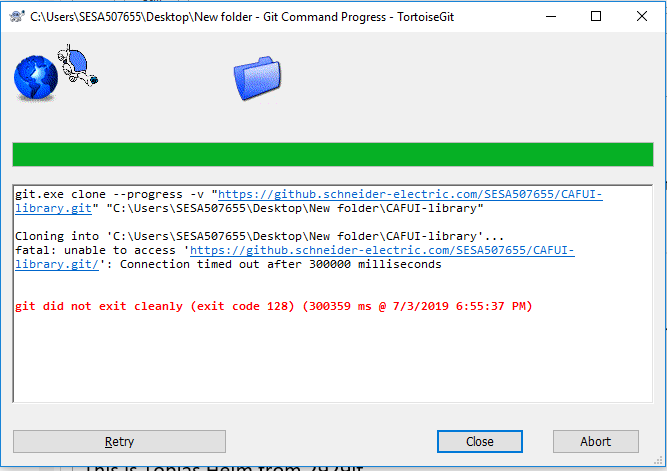 C:\Users\SESA507655\Desktop\New folder - Git Command Progress - TortoiseGit
git.exe clone --progress -v "https://github.schneider-electric.com/SESA507655/CAFUI-
library.git" "C:\Users\SESA507655\Desktop\New folder\CAFUI-library"
Cloning into 'C:\Users\SESA507655\Desktop\New folder\CAFUI-library'...
fatal: unable to access 'https://github.schneider-electric.com/SESA507655/CAFUI-
library.git/': Connection timed out after 300000 milliseconds
git did not exit cleanly (exit code 128) (300359 ms @ 7/3/2019 6:55:37 PM)
Retry
Close
Abort
This is Tobias Helm from